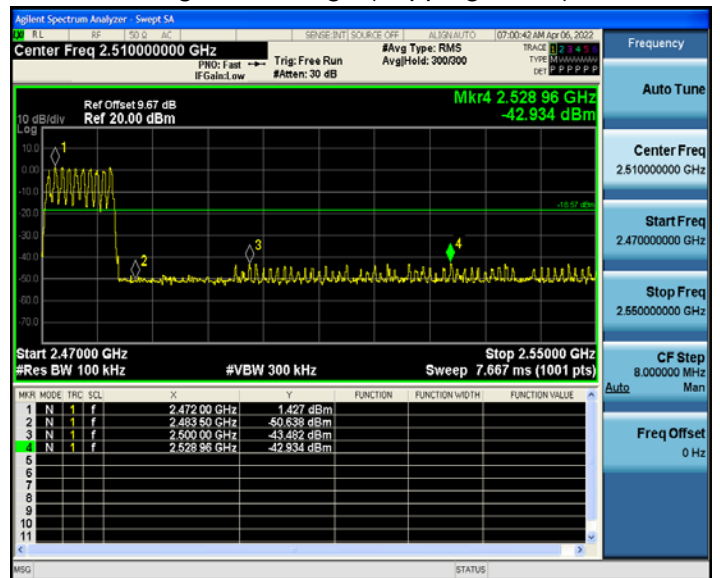 Agilent Spectrum Analyzer - Swept SA
RL RF 50 Ω AC SENSE:INT SOURCE OFF ALIGNAUTO 07:00:42 AM Apr 06, 2022
Center Freq 2.510000000 GHz #Avg Type: RMS TRACE 1 2 3 4 5 6
PNO: Fast Trig: Free Run Avg|Hold: 300/300 TYPE M
IFGain:Low #Atten: 30 dB DET P P P P P P
Mkr4 2.528 96 GHz
-42.934 dBm
Ref Offset 9.67 dB
10 dB/div Ref 20.00 dBm
Log
10.0
0.00
-10.0
-20.0
-30.0
-40.0
-50.0
-60.0
-70.0
1
2
3
4
-18.57 dBm
Start 2.47000 GHz Stop 2.55000 GHz
#Res BW 100 kHz #VBW 300 kHz Sweep 7.667 ms (1001 pts)
MKR MODE TRC SCL X Y FUNCTION FUNCTION WIDTH FUNCTION VALUE
1 N 1 f 2.472 00 GHz 1.427 dBm
2 N 1 f 2.483 50 GHz -50.638 dBm
3 N 1 f 2.500 00 GHz -43.482 dBm
4 N 1 f 2.528 96 GHz -42.934 dBm
5
6
7
8
9
10
11
MSG STATUS
Frequency
Auto Tune
Center Freq
2.510000000 GHz
Start Freq
2.470000000 GHz
Stop Freq
2.550000000 GHz
CF Step
8.000000 MHz
Auto Man
Freq Offset
0 Hz